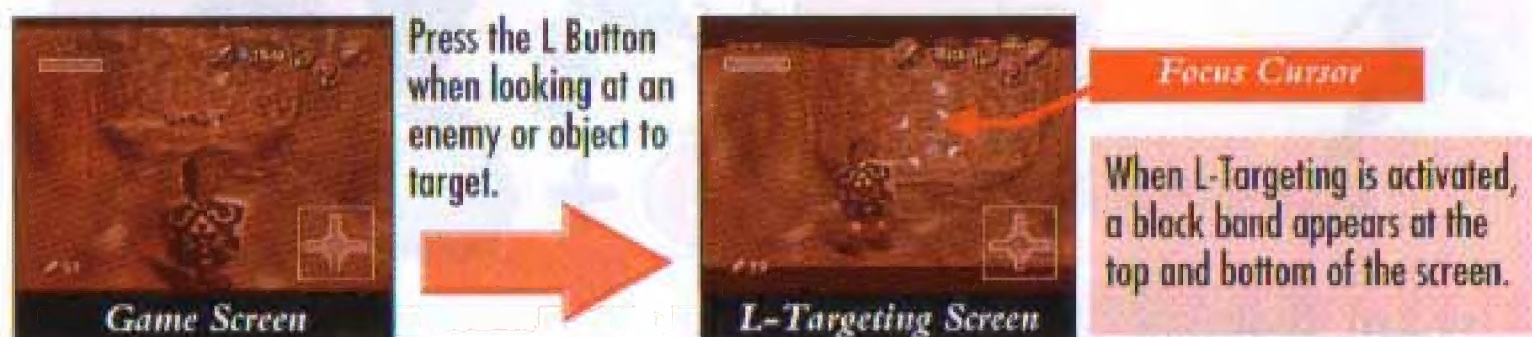 Press the L Button
when looking at an
enemy or object to
target.
Game Screen
L-Targeting Screen
Focus Cursor
When L-Targeting is activated,
a black band appears at the
top and bottom of the screen.